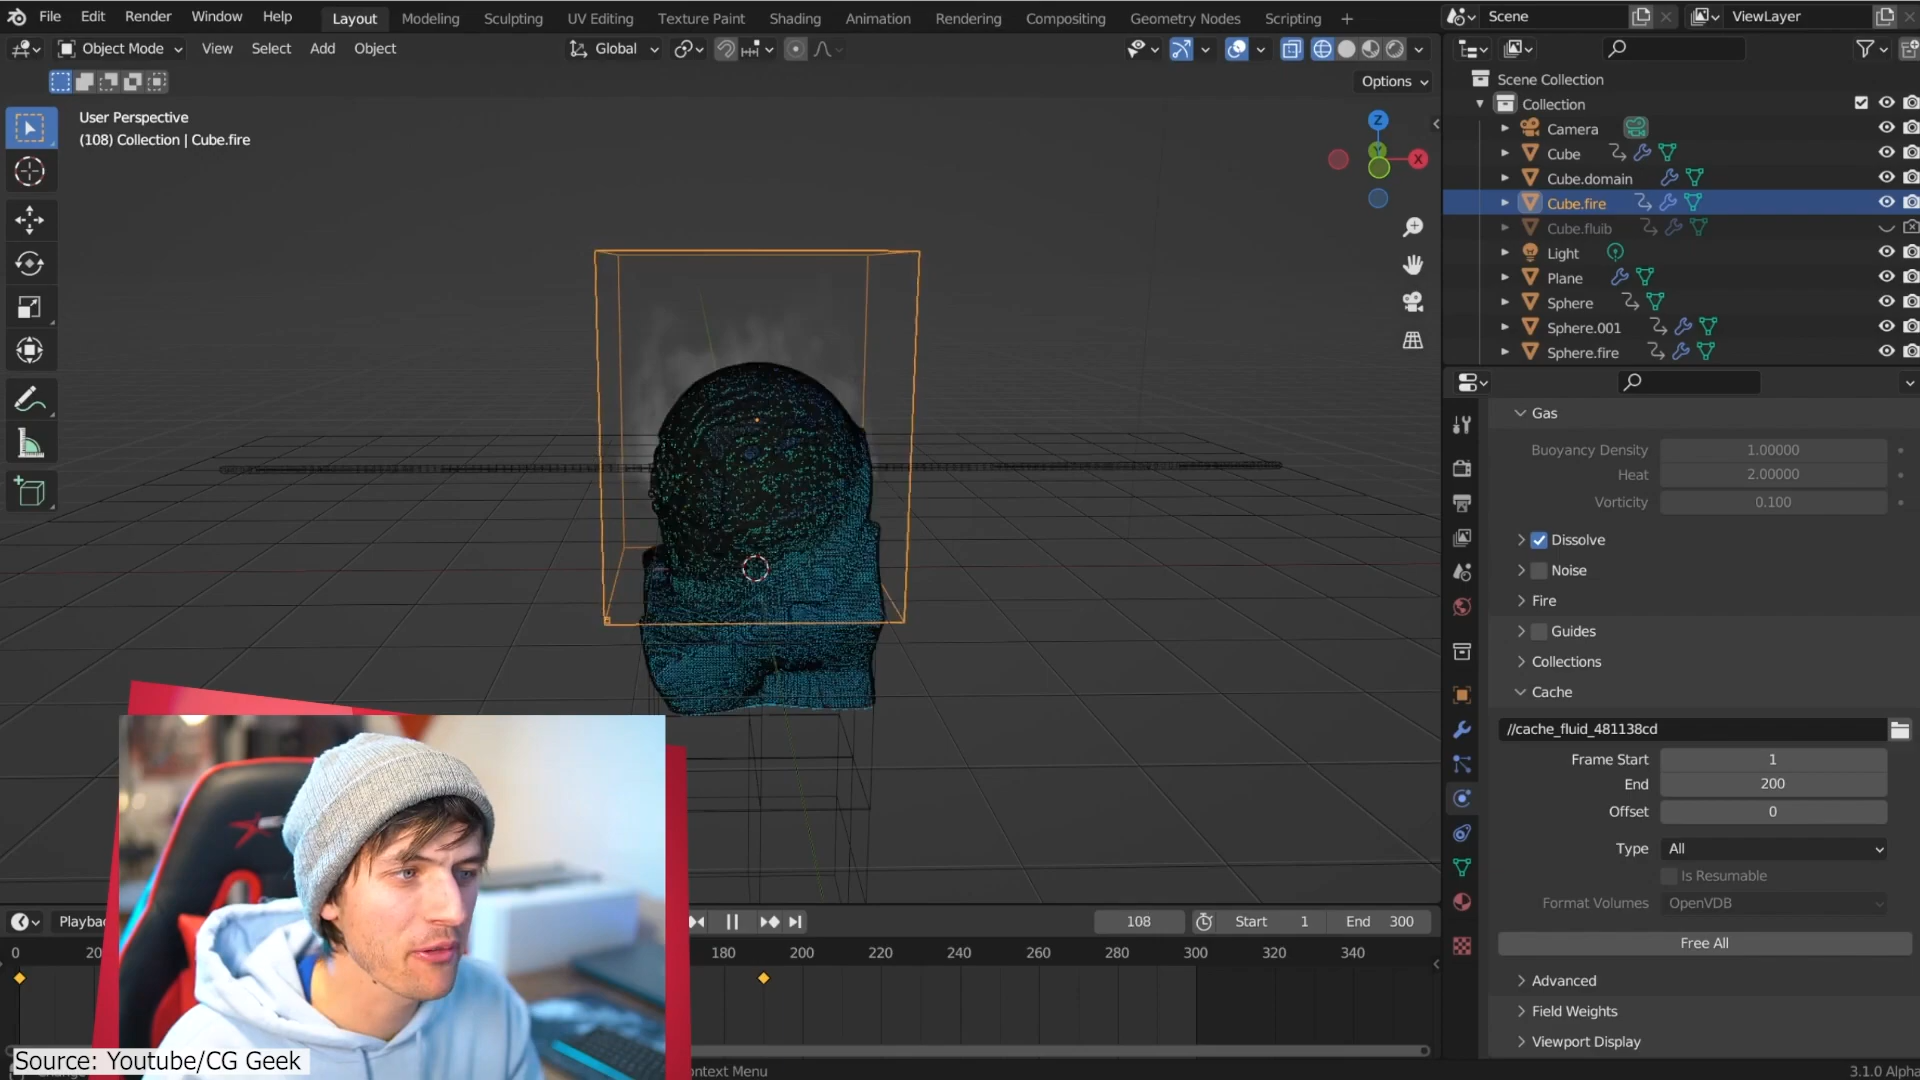 File Edit Render Window Help Layout Modeling Sculpting UV Editing Texture Paint Shading Animation Rendering Compositing Geometry Nodes Scripting + Scene ViewLayer
Object Mode View Select Add Object Global
Options
User Perspective
(108) Collection | Cube.fire
Z
Y
X
Scene Collection
Collection
Camera
Cube
Cube.domain
Cube.fire
Cube.fluib
Light
Plane
Sphere
Sphere.001
Sphere.fire
Gas
Buoyancy Density 1.00000
Heat 2.00000
Vorticity 0.100
Dissolve
Noise
Fire
Guides
Collections
Cache
//cache_fluid_481138cd
Frame Start 1
End 200
Offset 0
Type All
Is Resumable
Format Volumes OpenVDB
Free All
Advanced
Field Weights
Viewport Display
Playbac 108 Start 1 End 300
0 20 180 200 220 240 260 280 300 320 340
Source: Youtube/CG Geek
ontext Menu
3.1.0 Alpha